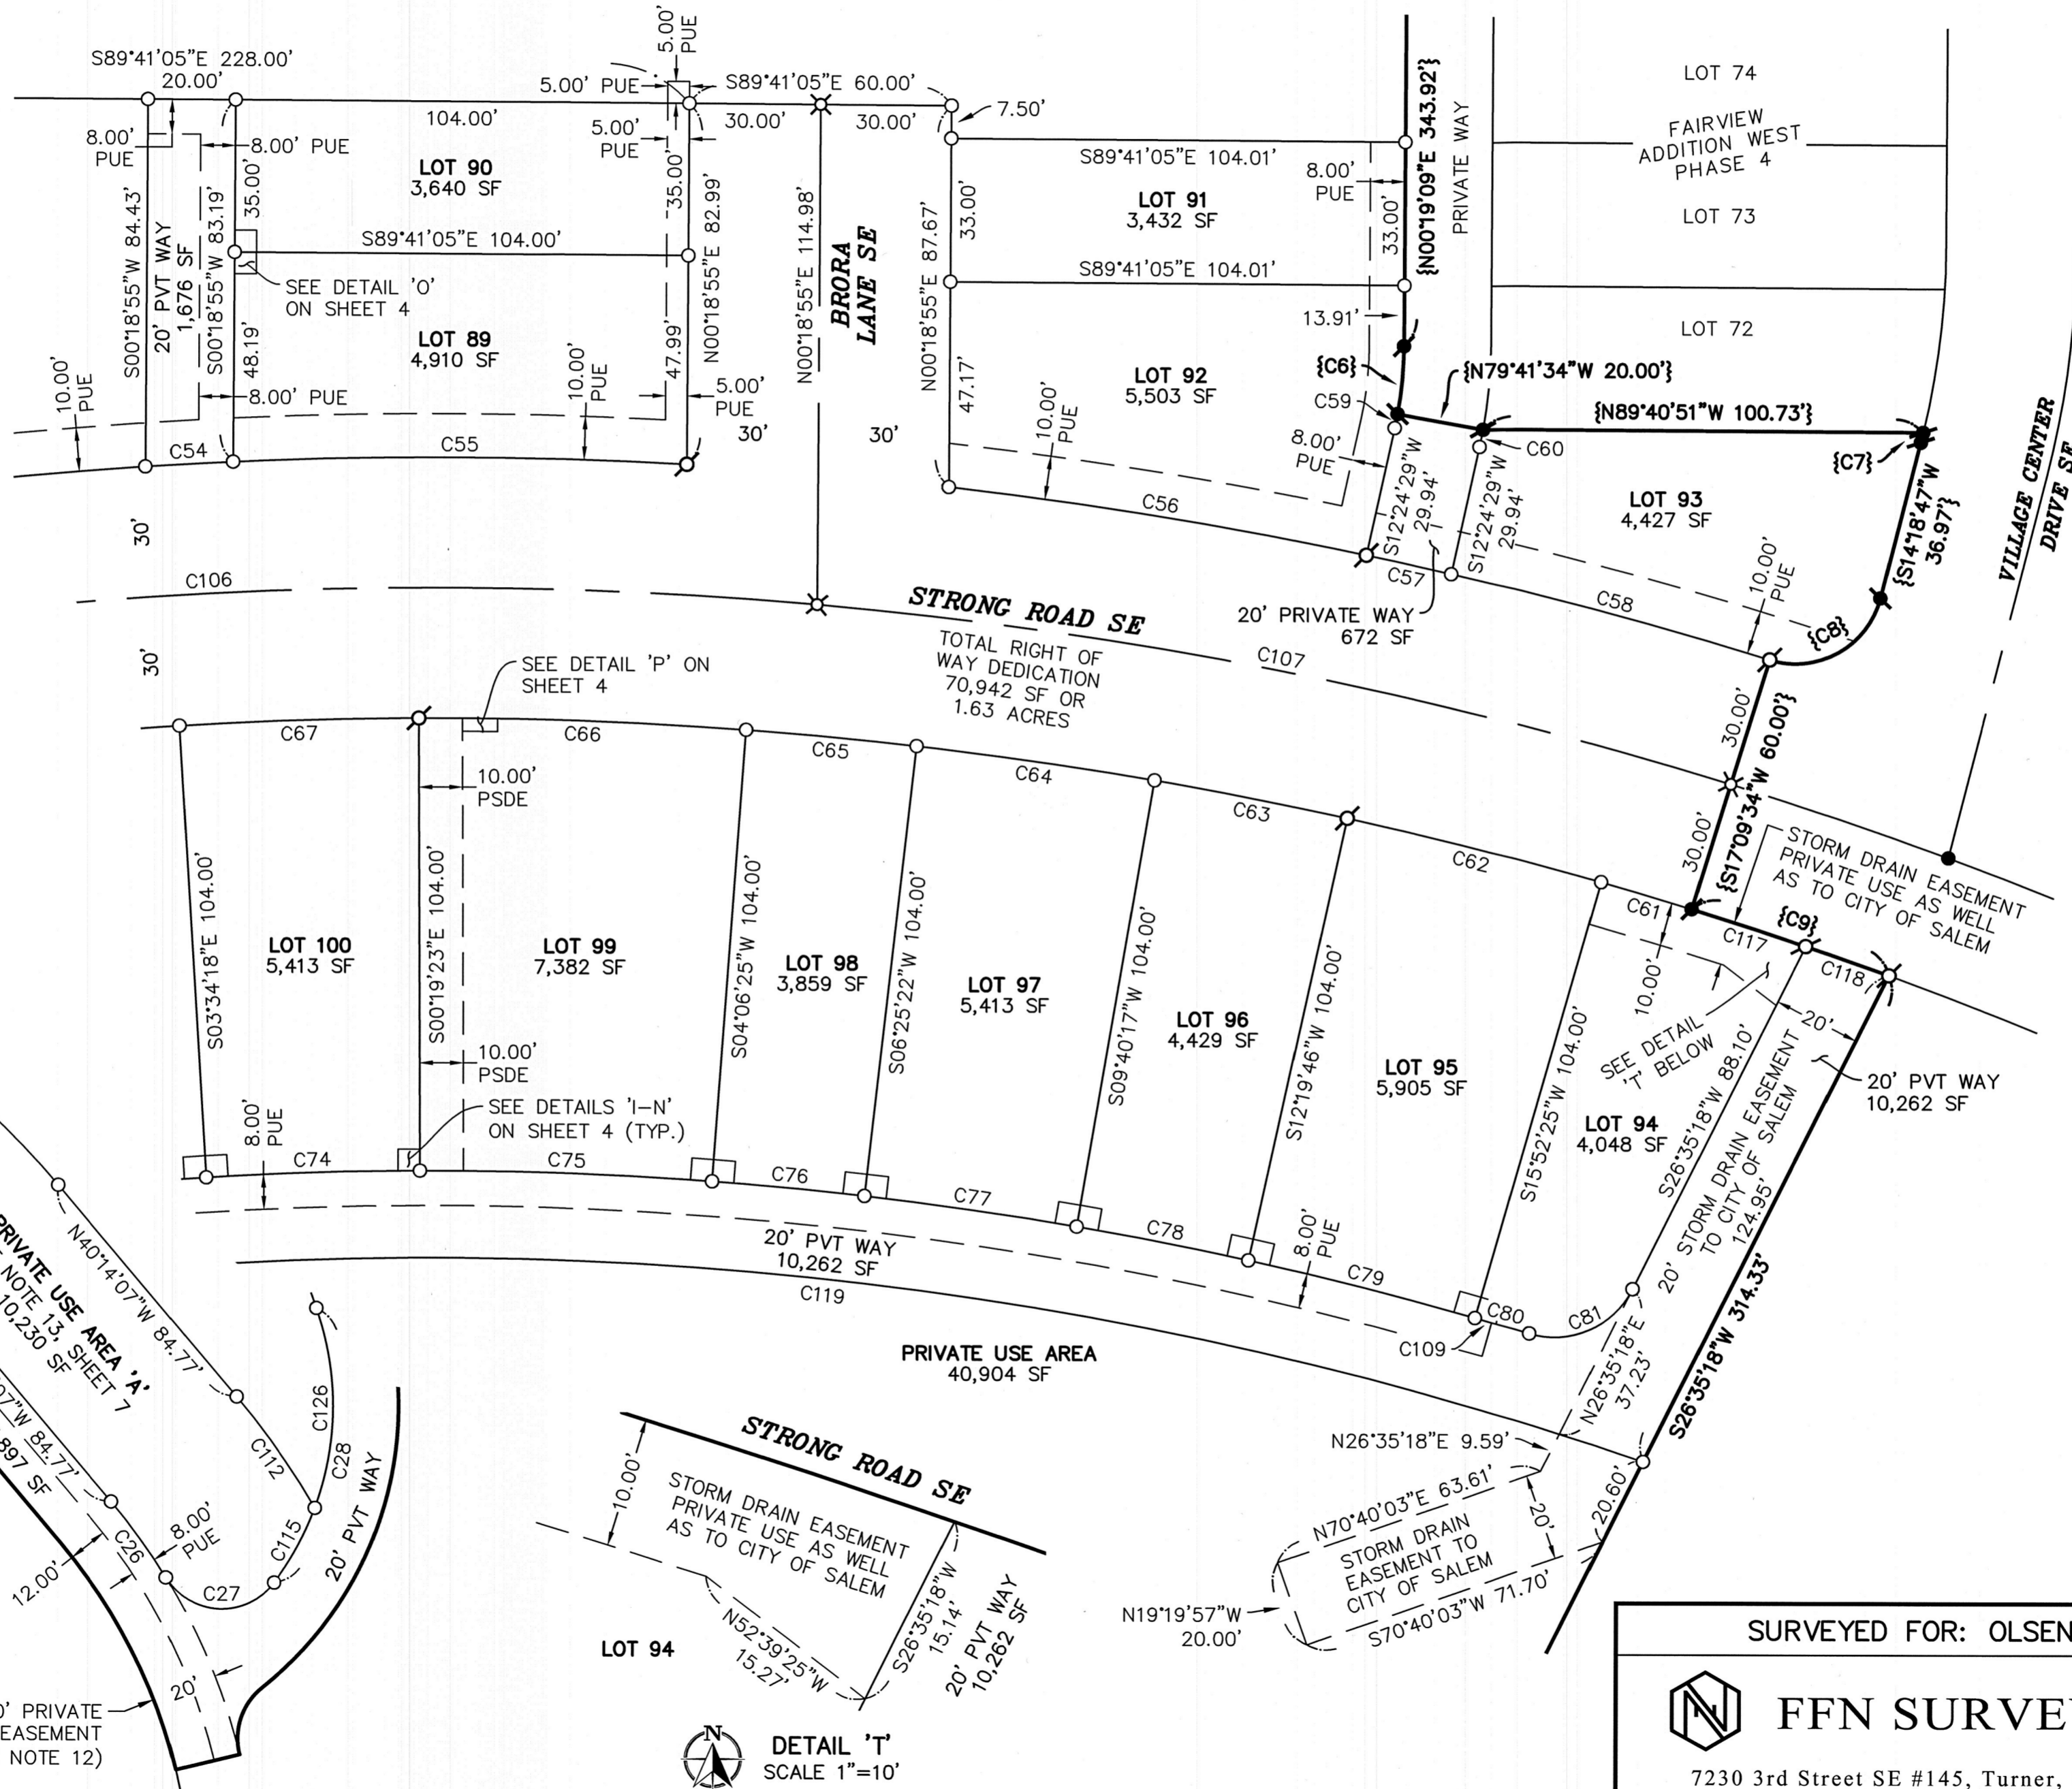 S89°41'05"E 228.00'
20.00'
5.00'
PUE
5.00' PUE
S89°41'05"E 60.00'
104.00'
30.00'
30.00'
7.50'
8.00'
PUE
8.00' PUE
5.00'
PUE
LOT 90
3,640 SF
35.00'
35.00'
S00°18'55"W 84.43'
20' PVT WAY
1,676 SF
S00°18'55"W 83.19'
S89°41'05"E 104.00'
SEE DETAIL 'O'
ON SHEET 4
LOT 89
4,910 SF
48.19'
8.00' PUE
10.00'
PUE
10.00'
PUE
47.99'
N00°18'55"E 82.99'
5.00'
PUE
N00°18'55"E 114.98'
BRORA
LANE SE
N00°18'55"E 87.67'
33.00'
47.17'
30'
30'
S89°41'05"E 104.01'
LOT 91
3,432 SF
8.00'
PUE
33.00'
S89°41'05"E 104.01'
13.91'
LOT 92
5,503 SF
10.00'
PUE
{N00°19'09"E 343.92'}
PRIVATE WAY
LOT 74
FAIRVIEW
ADDITION WEST
PHASE 4
LOT 73
LOT 72
{C6}
C59
{N79°41'34"W 20.00'}
{N89°40'51"W 100.73'}
C60
{C7}
8.00'
PUE
S12°24'29"W
29.94'
S12°24'29"W
29.94'
LOT 93
4,427 SF
{S14°18'47"W
36.97'}
VILLAGE CENTER
DRIVE SE
10.00'
PUE
C54
C55
C56
C57
C58
{C8}
30'
C106
30'
STRONG ROAD SE
TOTAL RIGHT OF
WAY DEDICATION
70,942 SF OR
1.63 ACRES
20' PRIVATE WAY
672 SF
C107
30.00'
{S17°09'34"W 60.00'}
30.00'
SEE DETAIL 'P' ON
SHEET 4
C67
C66
C65
C64
C63
C62
C61
STORM DRAIN EASEMENT
PRIVATE USE AS WELL
AS TO CITY OF SALEM
{C9}
C117
C118
10.00'
PSDE
S03°34'18"E 104.00'
LOT 100
5,413 SF
S00°19'23"E 104.00'
LOT 99
7,382 SF
S04°06'25"W 104.00'
LOT 98
3,859 SF
S06°25'22"W 104.00'
LOT 97
5,413 SF
S09°40'17"W 104.00'
LOT 96
4,429 SF
S12°19'46"W 104.00'
LOT 95
5,905 SF
S15°52'25"W 104.00'
LOT 94
4,048 SF
10.00'
SEE DETAIL
'T' BELOW
S26°35'18"W 88.10'
20'
20' PVT WAY
10,262 SF
20' STORM DRAIN EASEMENT
TO CITY OF SALEM
124.95'
S26°35'18"W 314.33'
10.00'
PSDE
SEE DETAILS 'I-N'
ON SHEET 4 (TYP.)
8.00'
PUE
C74
C75
C76
C77
C78
C79
8.00'
PUE
C80
C81
C109
20' PVT WAY
10,262 SF
C119
PRIVATE USE AREA
40,904 SF
N26°35'18"E
37.23'
N26°35'18"E 9.59'
20.60'
N70°40'03"E 63.61'
STORM DRAIN
EASEMENT TO
CITY OF SALEM
20'
S70°40'03"W 71.70'
N19°19'57"W
20.00'
N40°14'07"W 84.77'
PRIVATE USE AREA 'A'
NOTE 13, SHEET 7
10,230 SF
07"W 84.77'
897 SF
C126
C112
C28
C115
20' PVT WAY
8.00'
PUE
C26
C27
12.00'
20'
0' PRIVATE
EASEMENT
NOTE 12)
STRONG ROAD SE
10.00'
STORM DRAIN EASEMENT
PRIVATE USE AS WELL
AS TO CITY OF SALEM
N52°39'25"W
15.27'
S26°35'18"W
15.14'
20' PVT WAY
10,262 SF
LOT 94
N
DETAIL 'T'
SCALE 1"=10'
SURVEYED FOR: OLSEN
N
FFN SURVE
7230 3rd Street SE #145, Turner,